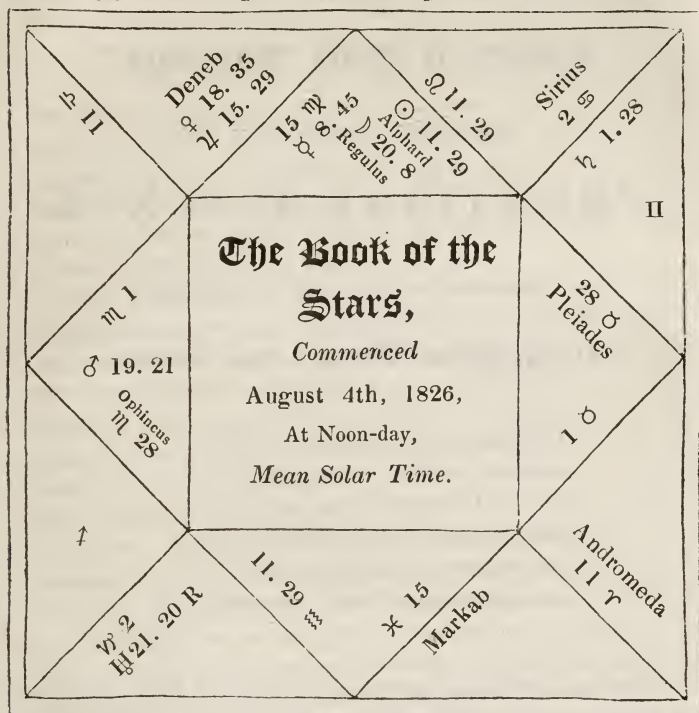 ♎ 11
Deneb
♀ 18. 35
♃ 15. 29
15 ♍
☿ 8. 45
♌ 11. 29
☉ 11. 29
Alphard
☽ 20. 8
Regulus
Sirius
2 ♋
♄ 1. 28
II
28 ♉
Pleiades
1 ♉
Andromeda
11 ♈
Markab
♓ 15
11. 29 ♒
♑ 2
♅ 21. 20 R
♐
♏ 1
♂ 19. 21
Ophincus
♏ 28
The Book of the
Stars,
Commenced
August 4th, 1826,
At Noon-day,
Mean Solar Time.